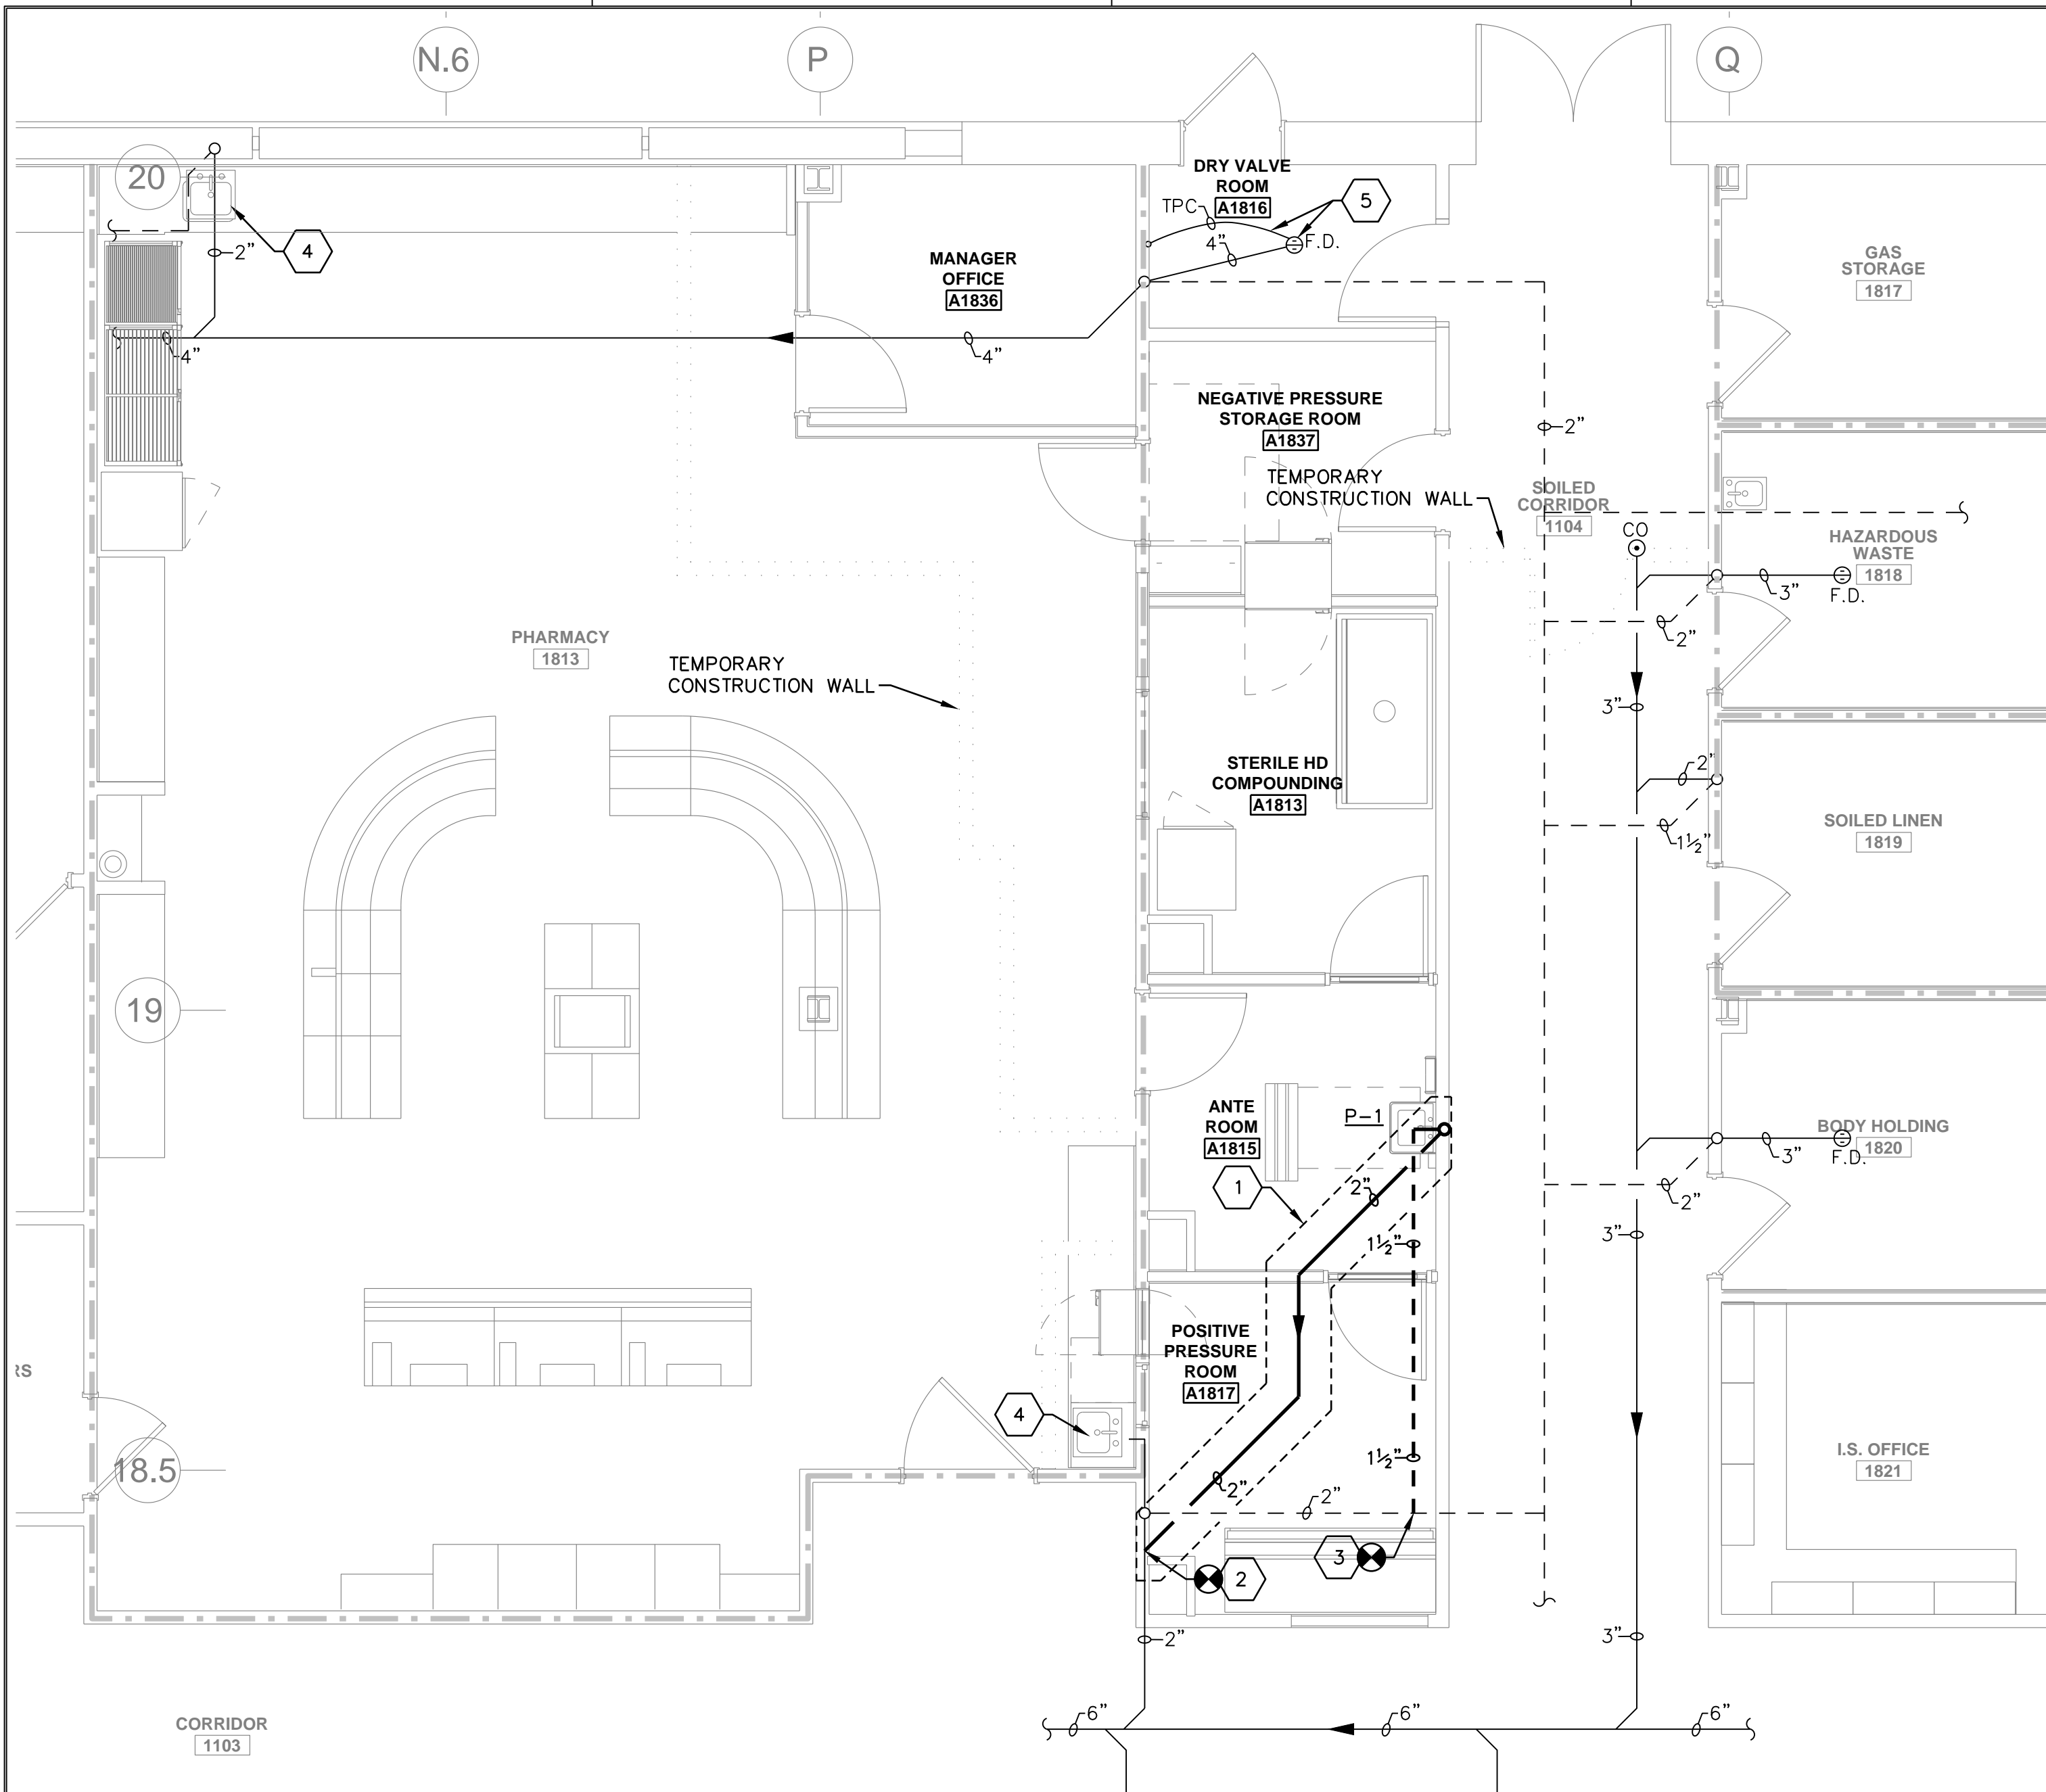 N.6
P
Q
20
DRY VALVE
ROOM
A1816
TPC
5
4"
F.D.
4
2"
MANAGER
OFFICE
A1836
GAS
STORAGE
1817
4"
4"
NEGATIVE PRESSURE
STORAGE ROOM
A1837
2"
TEMPORARY
CONSTRUCTION WALL
SOILED
CORRIDOR
1104
CO
HAZARDOUS
WASTE
1818
3"
F.D.
2"
PHARMACY
1813
TEMPORARY
CONSTRUCTION WALL
3"
STERILE HD
COMPOUNDING
A1813
2"
1½"
SOILED LINEN
1819
19
ANTE
ROOM
A1815
P-1
BODY HOLDING
1820
3"
F.D.
1
2"
2"
1½"
3"
POSITIVE
PRESSURE
ROOM
A1817
RS
4
18.5
1½"
I.S. OFFICE
1821
2"
2"
3
2
2"
3"
CORRIDOR
1103
6"
6"
6"